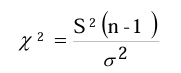 χ² = S² (n - 1) / σ²